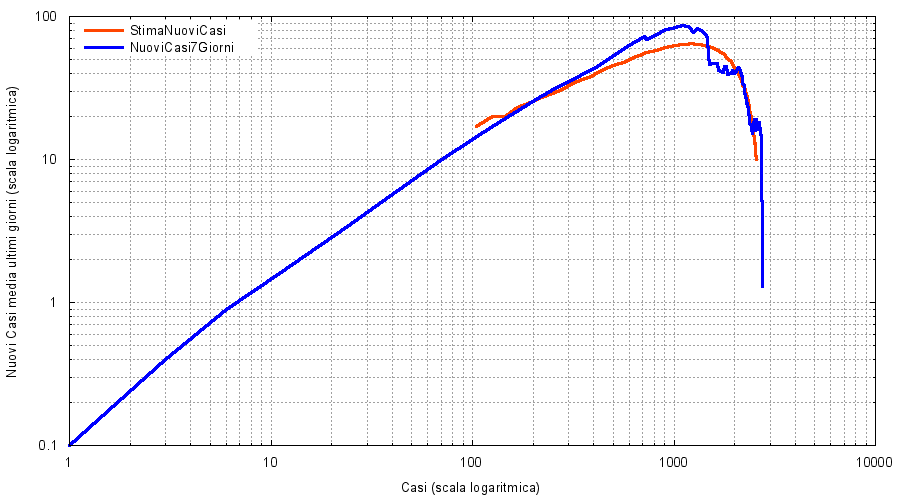 100
StimaNuoviCasi
NuoviCasi7Giorni
10
1
0.1
Nuovi Casi media ultimi giorni (scala logaritmica)
1
10
100
1000
10000
Casi (scala logaritmica)